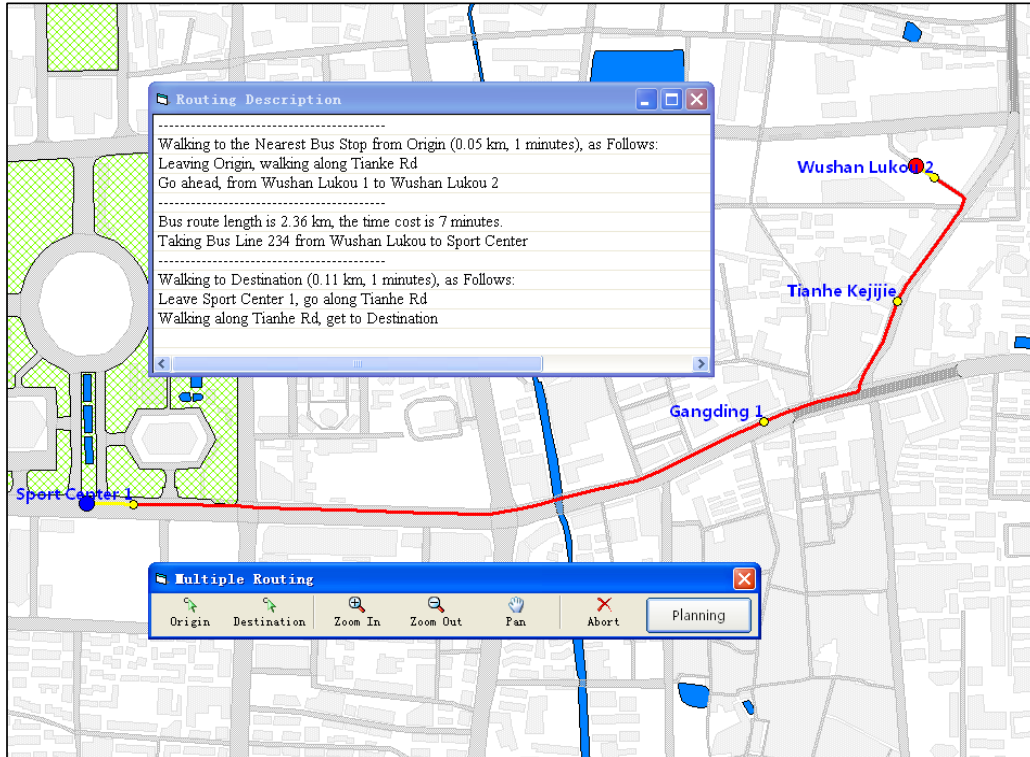 Routing Description
-----------------------------------------
Walking to the Nearest Bus Stop from Origin (0.05 km, 1 minutes), as Follows:
Leaving Origin, walking along Tianke Rd
Go ahead, from Wushan Lukou 1 to Wushan Lukou 2
-----------------------------------------
Bus route length is 2.36 km, the time cost is 7 minutes.
Taking Bus Line 234 from Wushan Lukou to Sport Center
-----------------------------------------
Walking to Destination (0.11 km, 1 minutes), as Follows:
Leave Sport Center 1, go along Tianhe Rd
Walking along Tianhe Rd, get to Destination
Wushan Lukou 2
Tianhe Kejijie
Gangding 1
Sport Center 1
Multiple Routing
Origin Destination Zoom In Zoom Out Pan Abort Planning